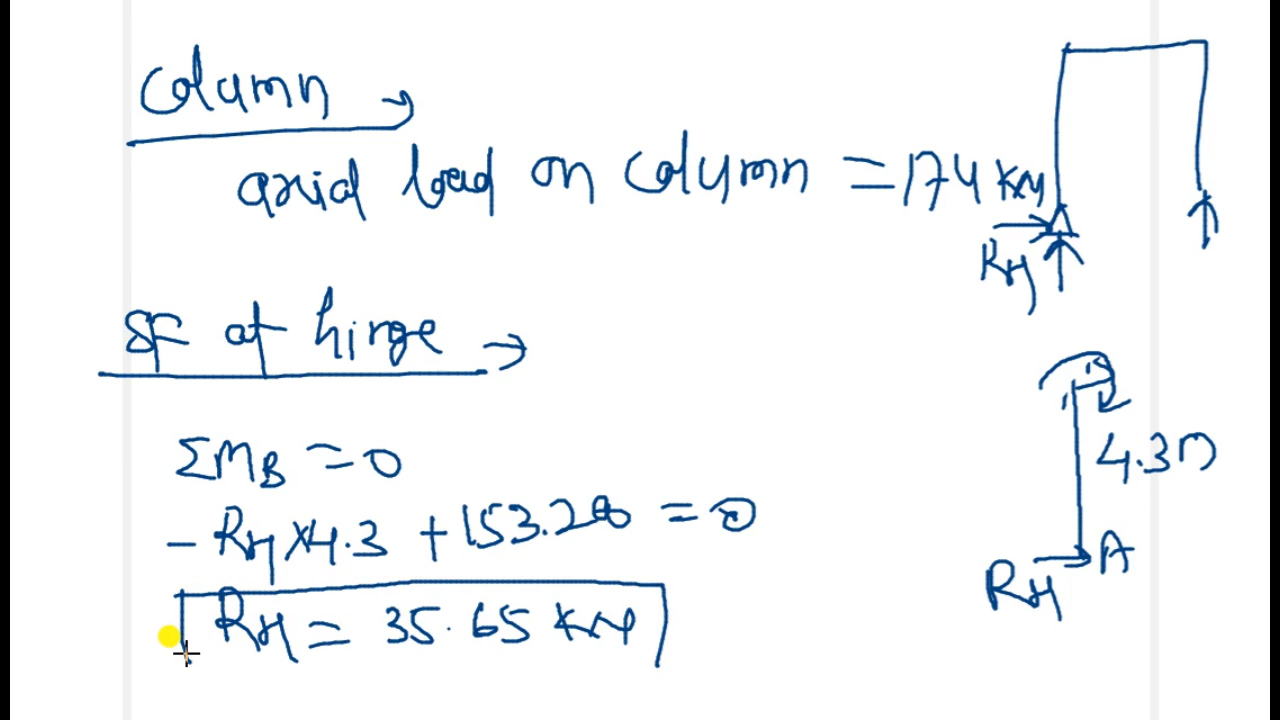 Column →
axial load on column = 174 KN
RH
SF at hinge →
ΣMB = 0
4.3m
- RH x 4.3 + 153.28 = 0
A
RH
RH = 35.65 KN